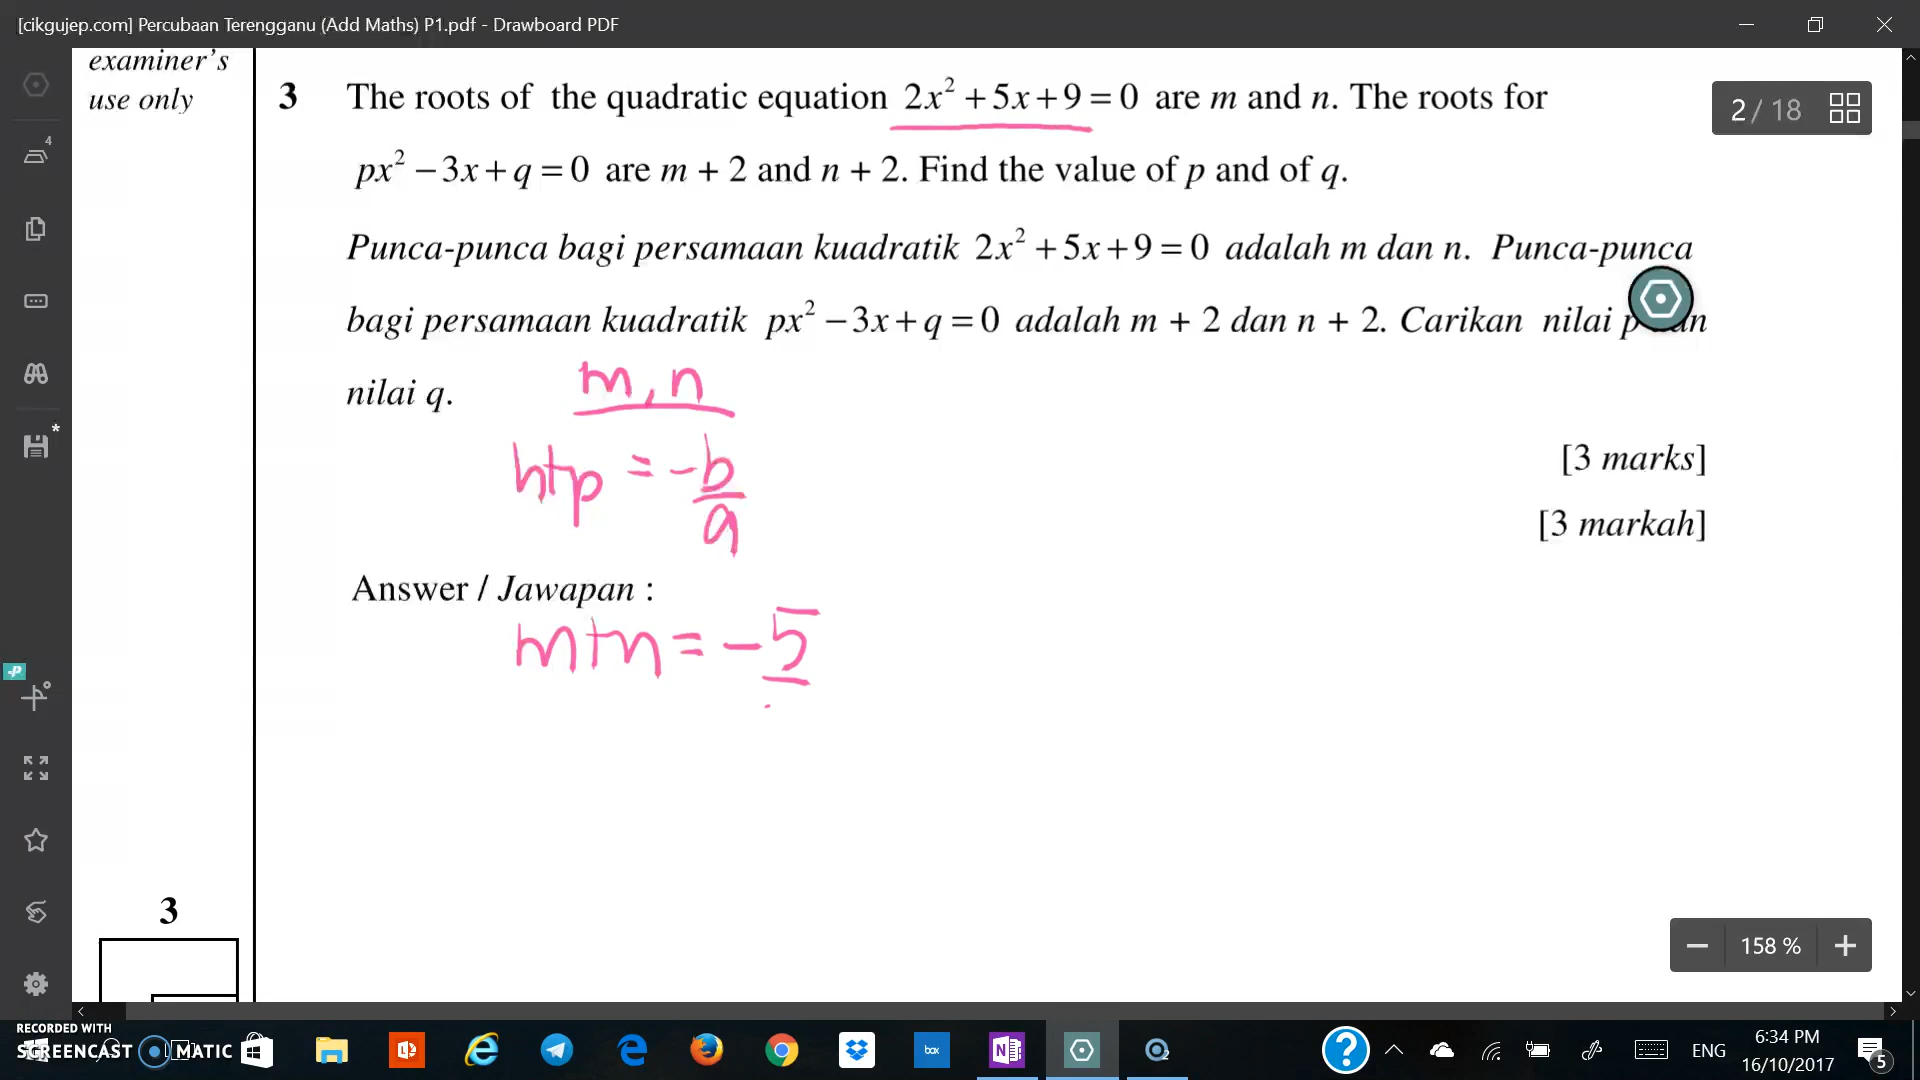 [cikgujep.com] Percubaan Terengganu (Add Maths) P1.pdf - Drawboard PDF
examiner's
use only
3 The roots of the quadratic equation 2x² + 5x + 9 = 0 are m and n. The roots for
px² − 3x + q = 0 are m + 2 and n + 2. Find the value of p and of q.
2 / 18
Punca-punca bagi persamaan kuadratik 2x² + 5x + 9 = 0 adalah m dan n. Punca-punca
bagi persamaan kuadratik px² − 3x + q = 0 adalah m + 2 dan n + 2. Carikan nilai p
nilai q.
m, n
htp = -b/a
[3 marks]
[3 markah]
Answer / Jawapan :
m+n = -5
3
158 %
RECORDED WITH
SCREENCAST MATIC
box
ENG
6:34 PM
16/10/2017
5
4